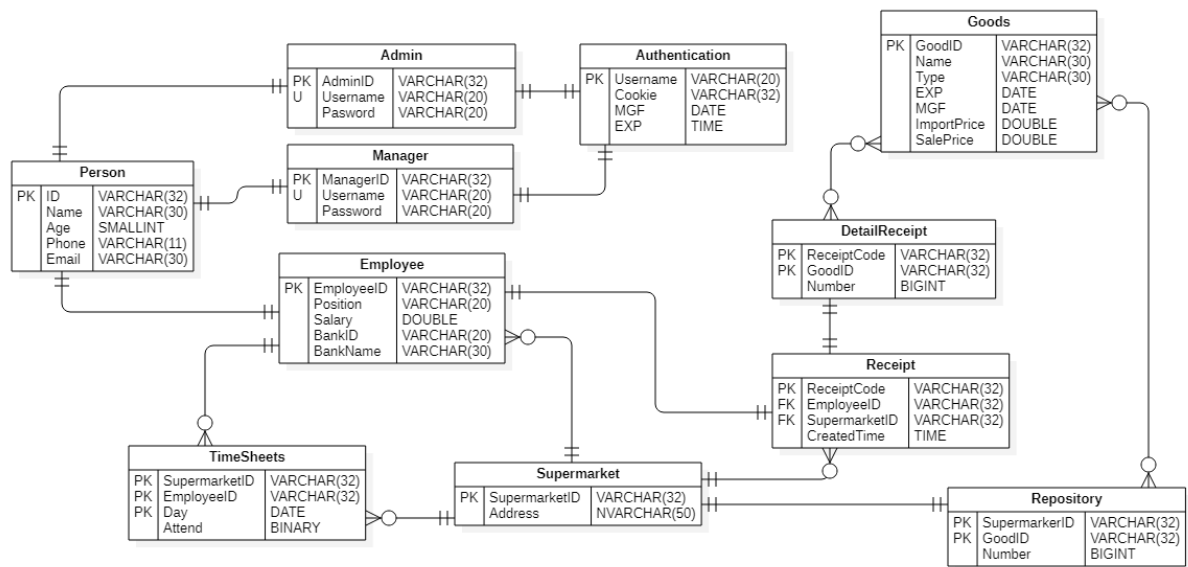 Goods
PK GoodID VARCHAR(32)
Name VARCHAR(30)
Type VARCHAR(30)
EXP DATE
MGF DATE
ImportPrice DOUBLE
SalePrice DOUBLE
Admin
PK AdminID VARCHAR(32)
U Username VARCHAR(20)
Pasword VARCHAR(20)
Authentication
PK Username VARCHAR(20)
Cookie VARCHAR(32)
MGF DATE
EXP TIME
Manager
PK ManagerID VARCHAR(32)
U Username VARCHAR(20)
Password VARCHAR(20)
Person
PK ID VARCHAR(32)
Name VARCHAR(30)
Age SMALLINT
Phone VARCHAR(11)
Email VARCHAR(30)
DetailReceipt
PK ReceiptCode VARCHAR(32)
PK GoodID VARCHAR(32)
Number BIGINT
Employee
PK EmployeeID VARCHAR(32)
Position VARCHAR(20)
Salary DOUBLE
BankID VARCHAR(20)
BankName VARCHAR(30)
Receipt
PK ReceiptCode VARCHAR(32)
FK EmployeeID VARCHAR(32)
FK SupermarketID VARCHAR(32)
CreatedTime TIME
TimeSheets
PK SupermarketID VARCHAR(32)
PK EmployeeID VARCHAR(32)
PK Day DATE
Attend BINARY
Supermarket
PK SupermarketID VARCHAR(32)
Address NVARCHAR(50)
Repository
PK SupermarkerID VARCHAR(32)
PK GoodID VARCHAR(32)
Number BIGINT